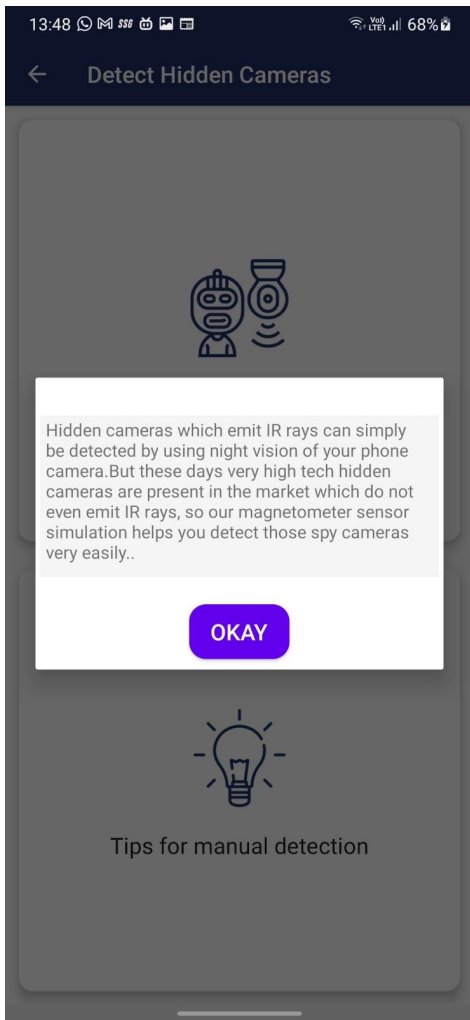 13:48
68%
Detect Hidden Cameras
Hidden cameras which emit IR rays can simply
be detected by using night vision of your phone
camera.But these days very high tech hidden
cameras are present in the market which do not
even emit IR rays, so our magnetometer sensor
simulation helps you detect those spy cameras
very easily..
OKAY
Tips for manual detection